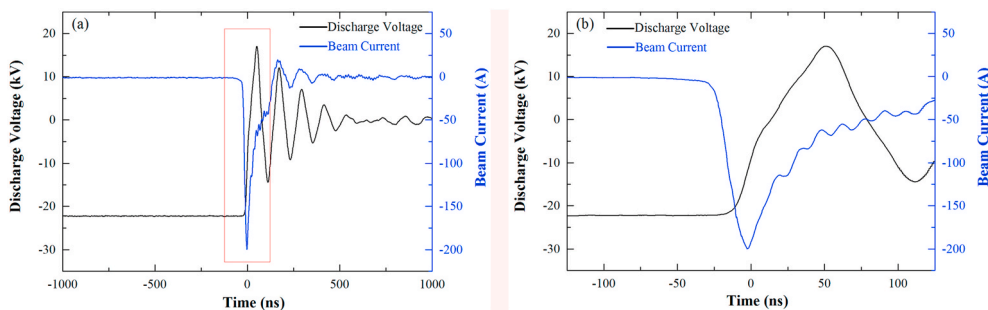 (a)
Discharge Voltage
Beam Current
Discharge Voltage (kV)
20
10
0
-10
-20
-30
-1000
-500
0
500
1000
Time (ns)
50
0
-50
-100
-150
-200
Beam Current (A)
(b)
Discharge Voltage
Beam Current
Discharge Voltage (kV)
20
10
0
-10
-20
-30
-100
-50
0
50
100
Time (ns)
50
0
-50
-100
-150
-200
Beam Current (A)